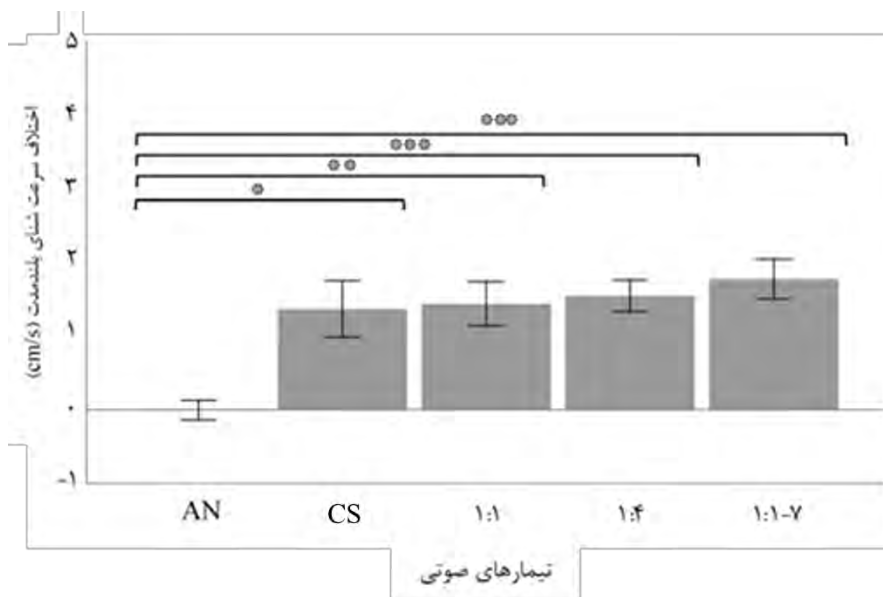 ۵
۴
۳
۲
۱
۰
-۱
اختلاف سرعت شنای بلندمدت (cm/s)
AN CS ۱:۱ ۱:۴ ۱:۱-۷
تیمارهای صوتی